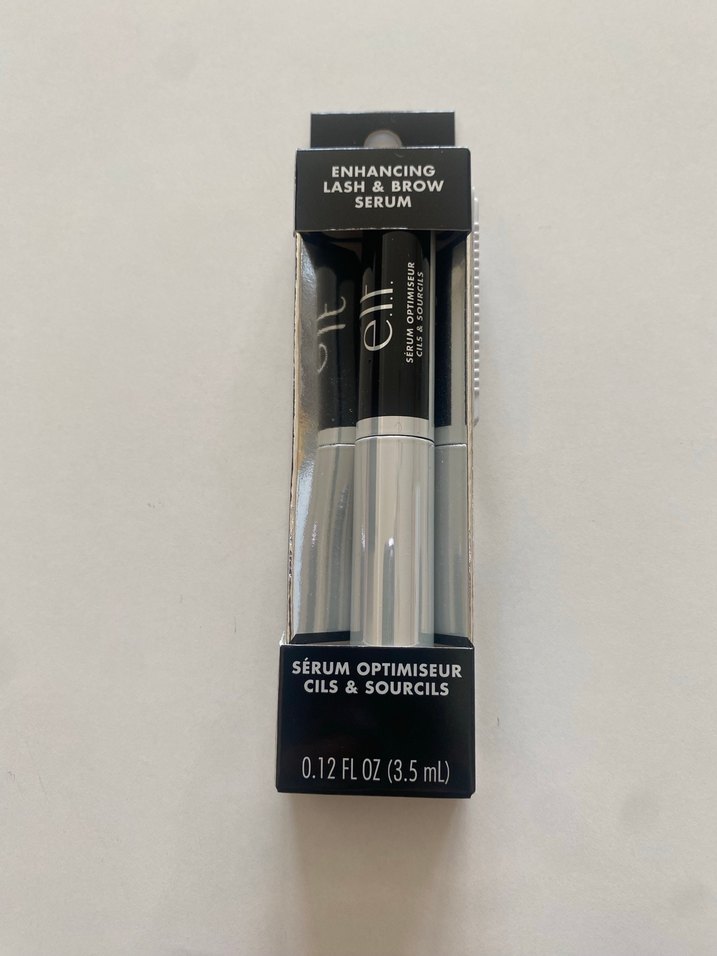 ENHANCING
LASH & BROW
SERUM
e.l.f.
SÉRUM OPTIMISEUR
CILS & SOURCILS
SÉRUM OPTIMISEUR
CILS & SOURCILS
0.12 FL OZ (3.5 mL)